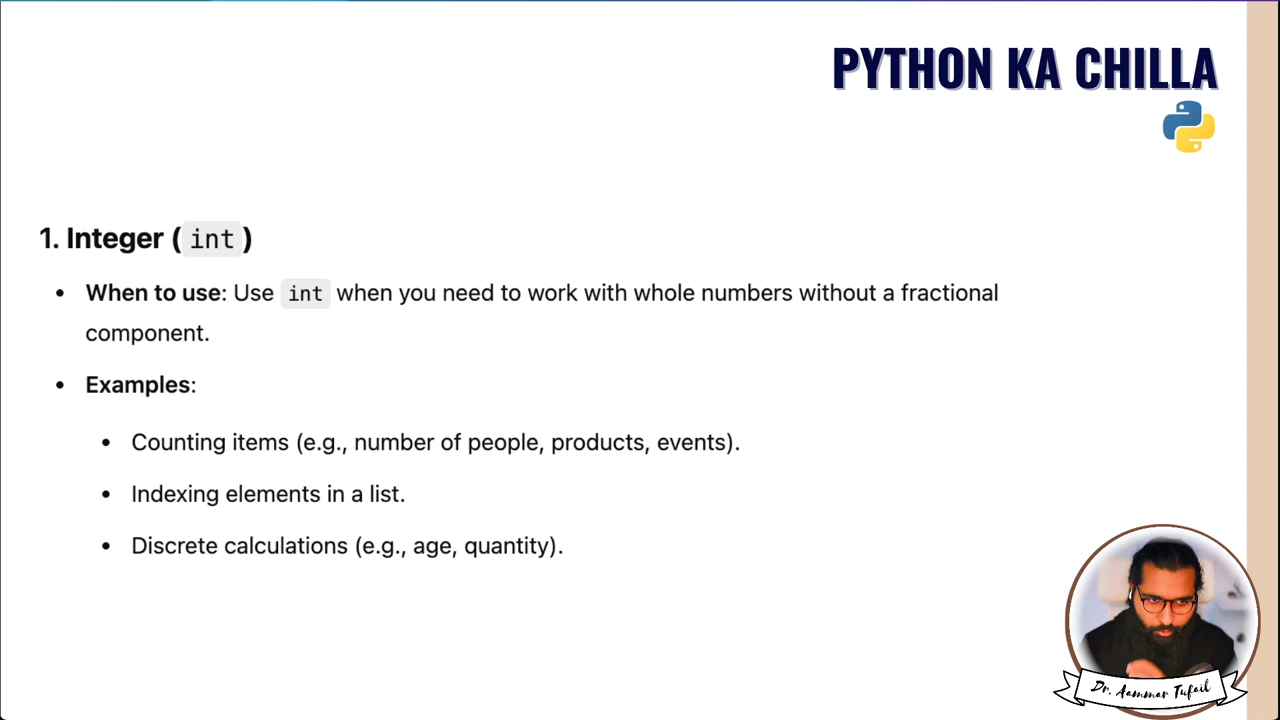 PYTHON KA CHILLA
1. Integer (int)
• When to use: Use int when you need to work with whole numbers without a fractional
component.
• Examples:
• Counting items (e.g., number of people, products, events).
• Indexing elements in a list.
• Discrete calculations (e.g., age, quantity).
Dr. Aammar Tufail